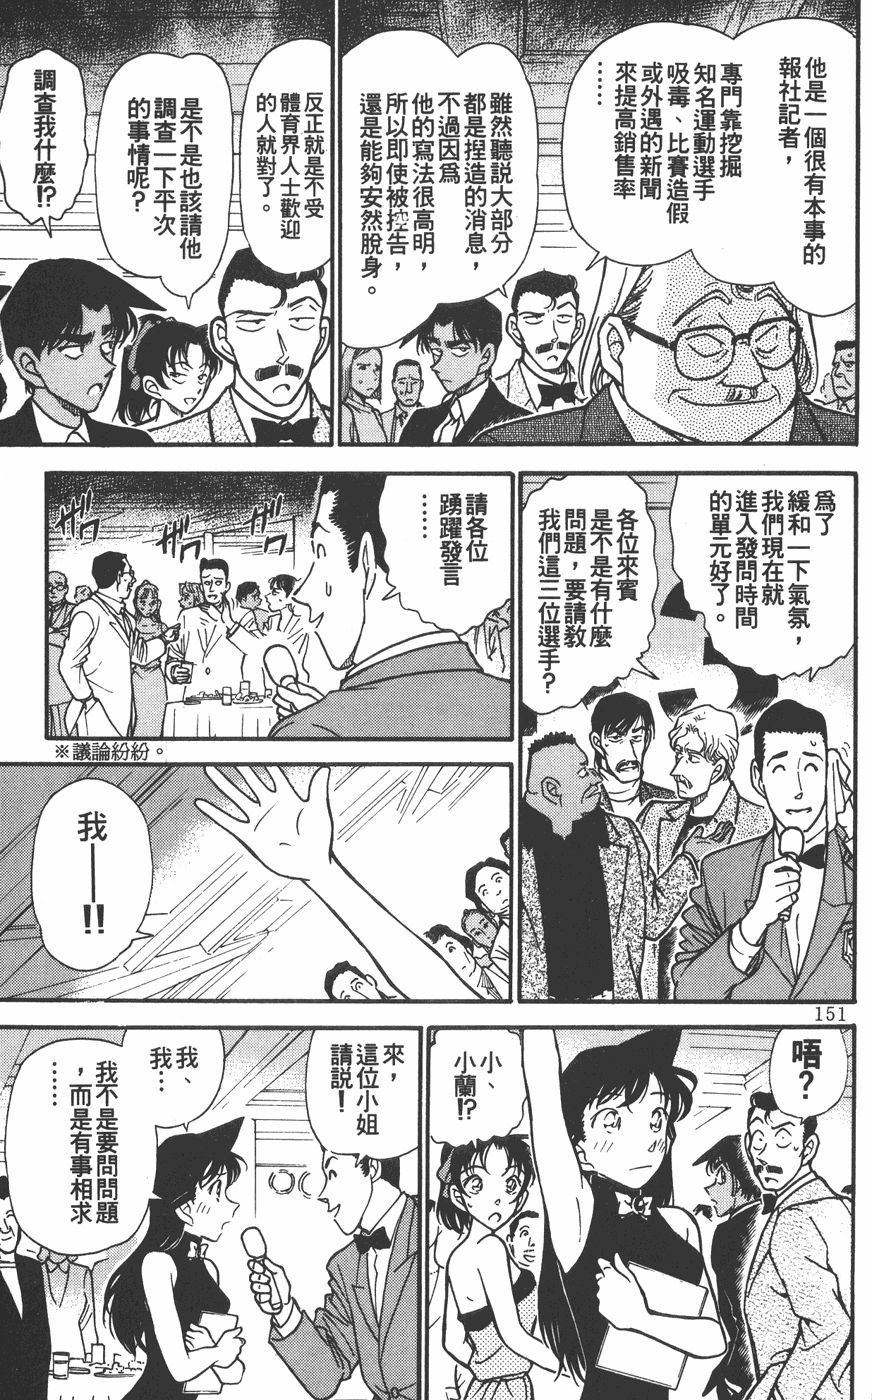 他是一個很有本事的
報社記者，
專門靠挖掘
知名運動選手
吸毒、比賽造假
或外遇的新聞
來提高銷售率
……
雖然聽說大部分
都是捏造的消息，
不過因為
他的寫法很高明，
所以即使被控告，
還是能夠安然脫身。
反正就是不受
體育界人士歡迎
的人就對了。
是不是也該請他
調查一下平次
的事情呢？
調查我什麼!?
為了
緩和一下氣氛，
我們現在就
進入發問時間
的單元好了。
各位來賓
是不是有什麼
問題，要請教
我們這三位選手？
請各位
踴躍發言
……
ザワ
ザワ
ザワ
※議論紛紛。
我——!!
151
唔？
小、
小蘭!?
來，
這位小姐
請說！
我、
我…
我不是要問問題
，而是有事相求
……